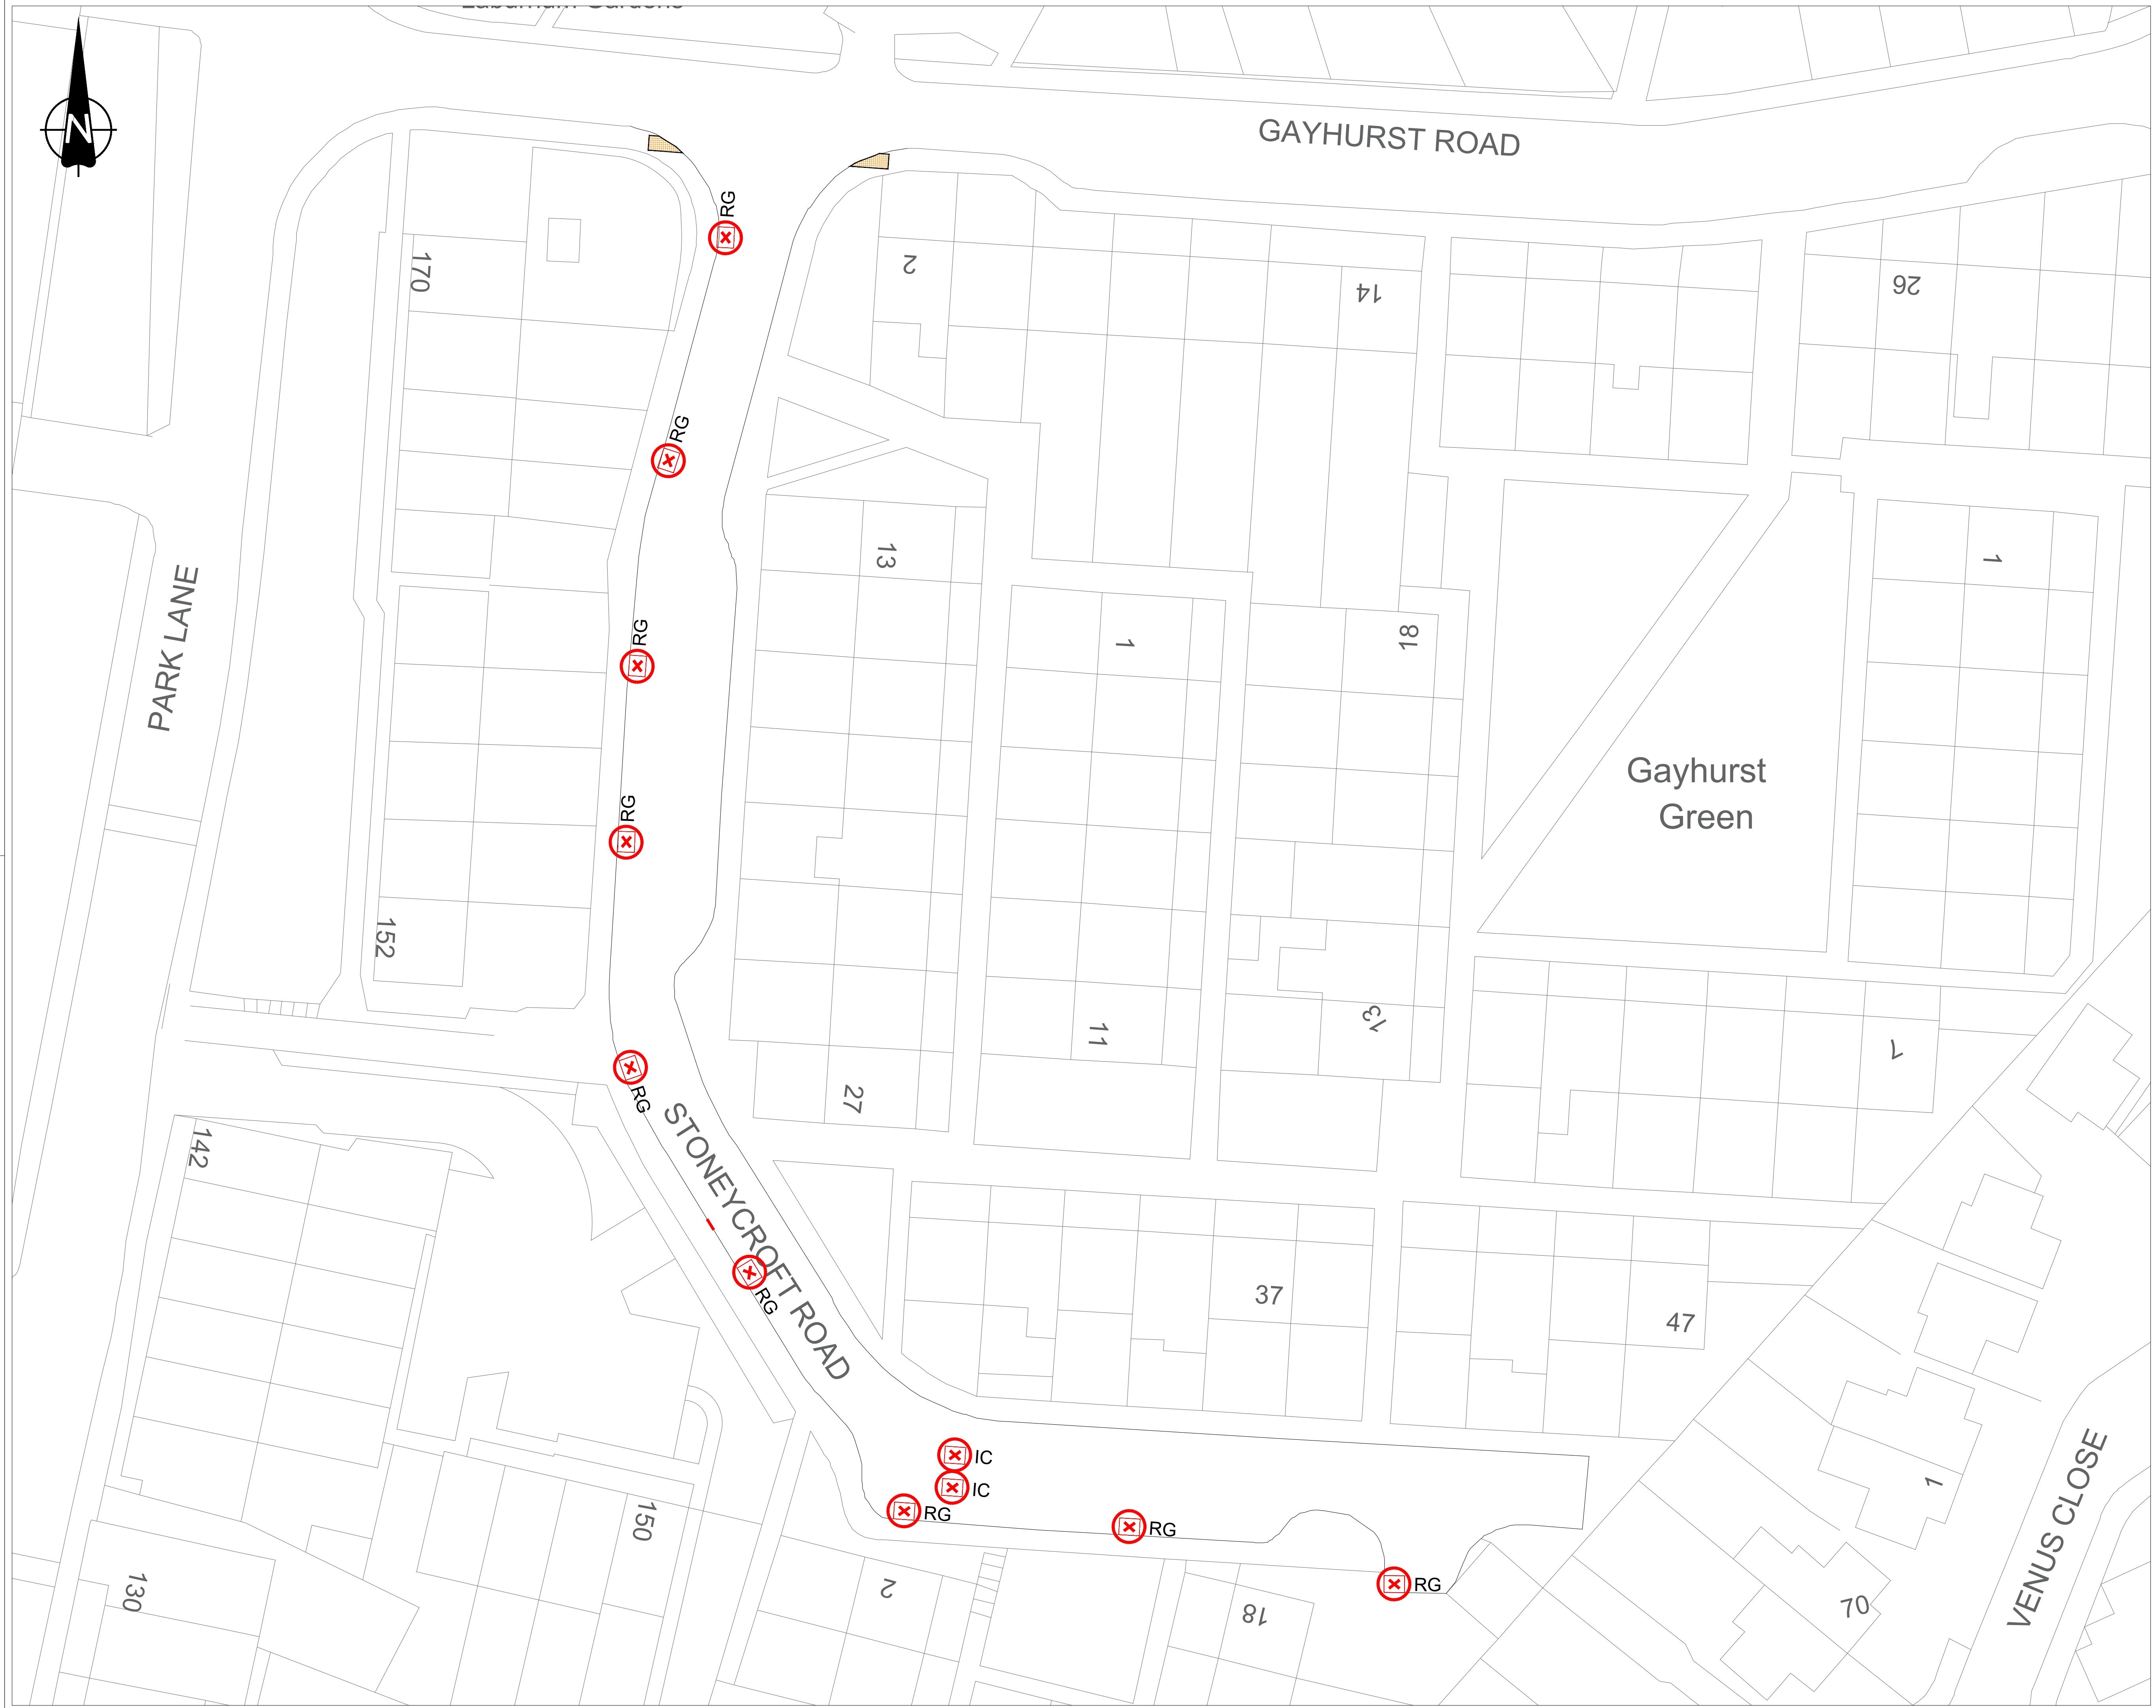 Laburnum Gardens
N
GAYHURST ROAD
RG
170
2
14
26
RG
13
1
1
18
RG
PARK LANE
Gayhurst
Green
RG
152
11
13
7
27
RG
142
STONEYCROFT ROAD
RG
37
47
IC
IC
RG
RG
RG
1
VENUS CLOSE
150
130
2
18
70